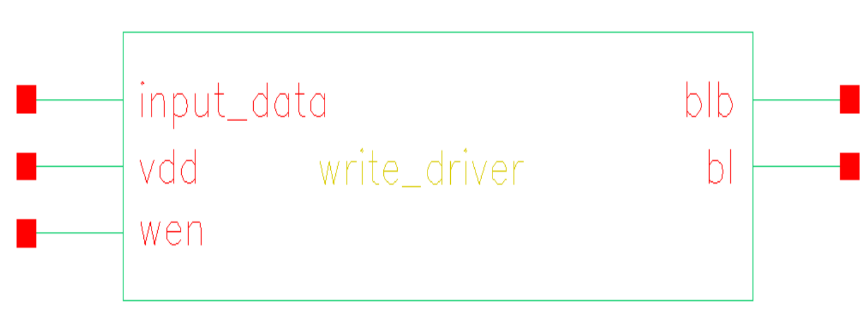 input_data blb
vdd write_driver bl
wen